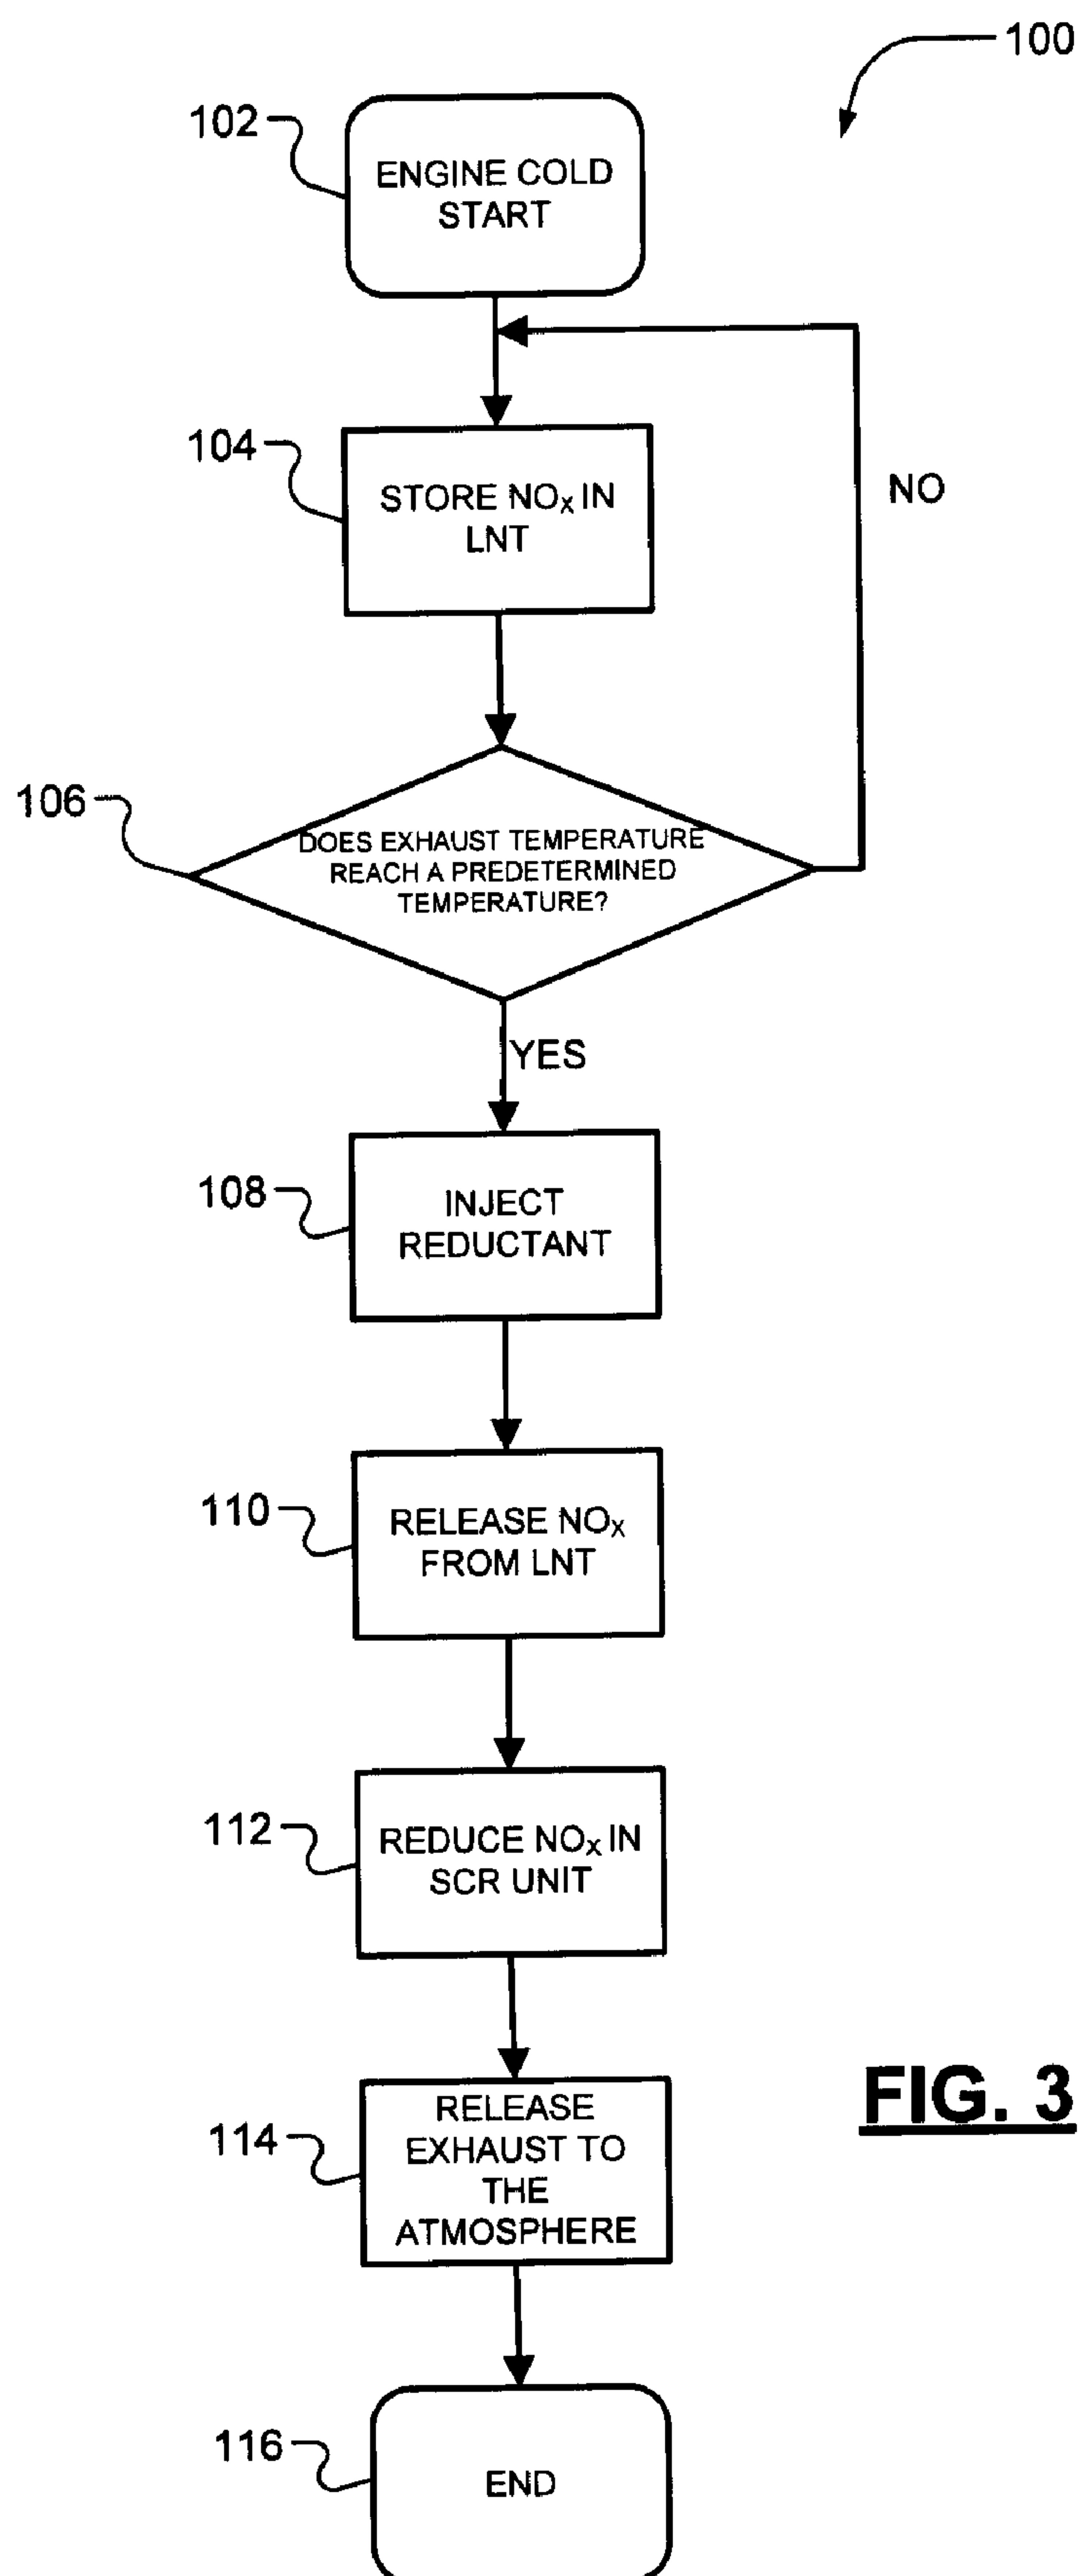 100
102
ENGINE COLD
START
104
STORE NOX IN
LNT
NO
106
DOES EXHAUST TEMPERATURE
REACH A PREDETERMINED
TEMPERATURE?
YES
108
INJECT
REDUCTANT
110
RELEASE NOX
FROM LNT
112
REDUCE NOX IN
SCR UNIT
114
RELEASE
EXHAUST TO
THE
ATMOSPHERE
FIG. 3
116
END